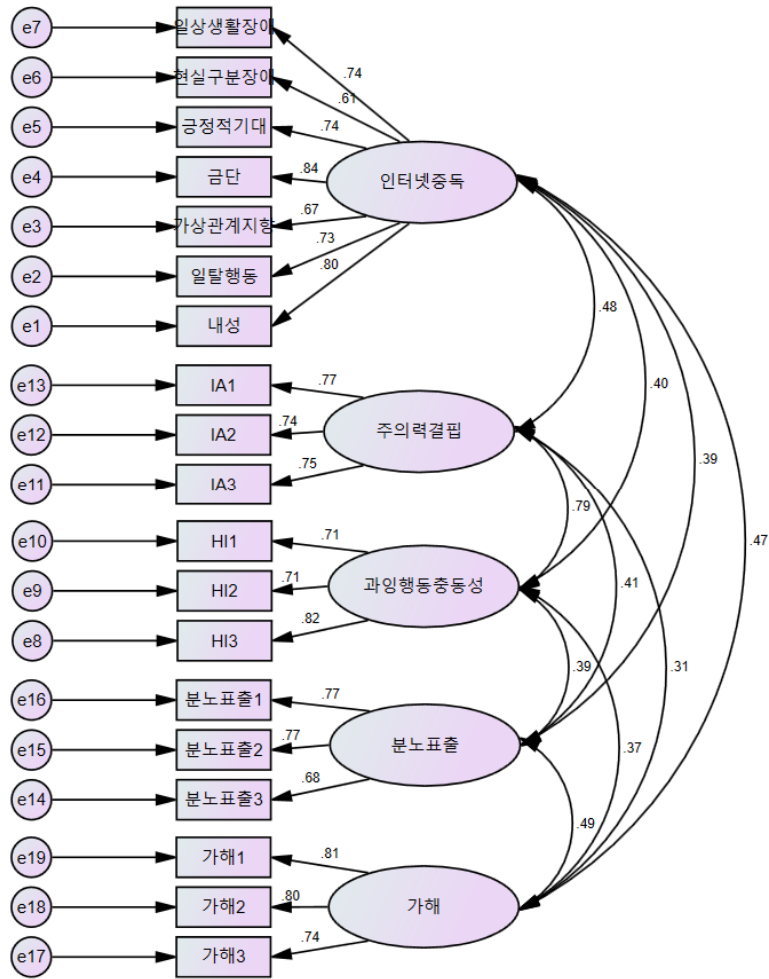 e7 일상생활장애 .74
e6 현실구분장애 .61
e5 긍정적기대 .74
e4 금단 .84 인터넷중독
e3 가상관계지향 .67
e2 일탈행동 .73
e1 내성 .80
.48
e13 IA1 .77
.40
e12 IA2 .74 주의력결핍
e11 IA3 .75
.39
.79
e10 HI1 .71
.47
e9 HI2 .71 과잉행동충동성
.41
e8 HI3 .82
.31
.39
e16 분노표출1 .77
e15 분노표출2 .77 분노표출
.37
e14 분노표출3 .68
.49
e19 가해1 .81
e18 가해2 .80 가해
e17 가해3 .74